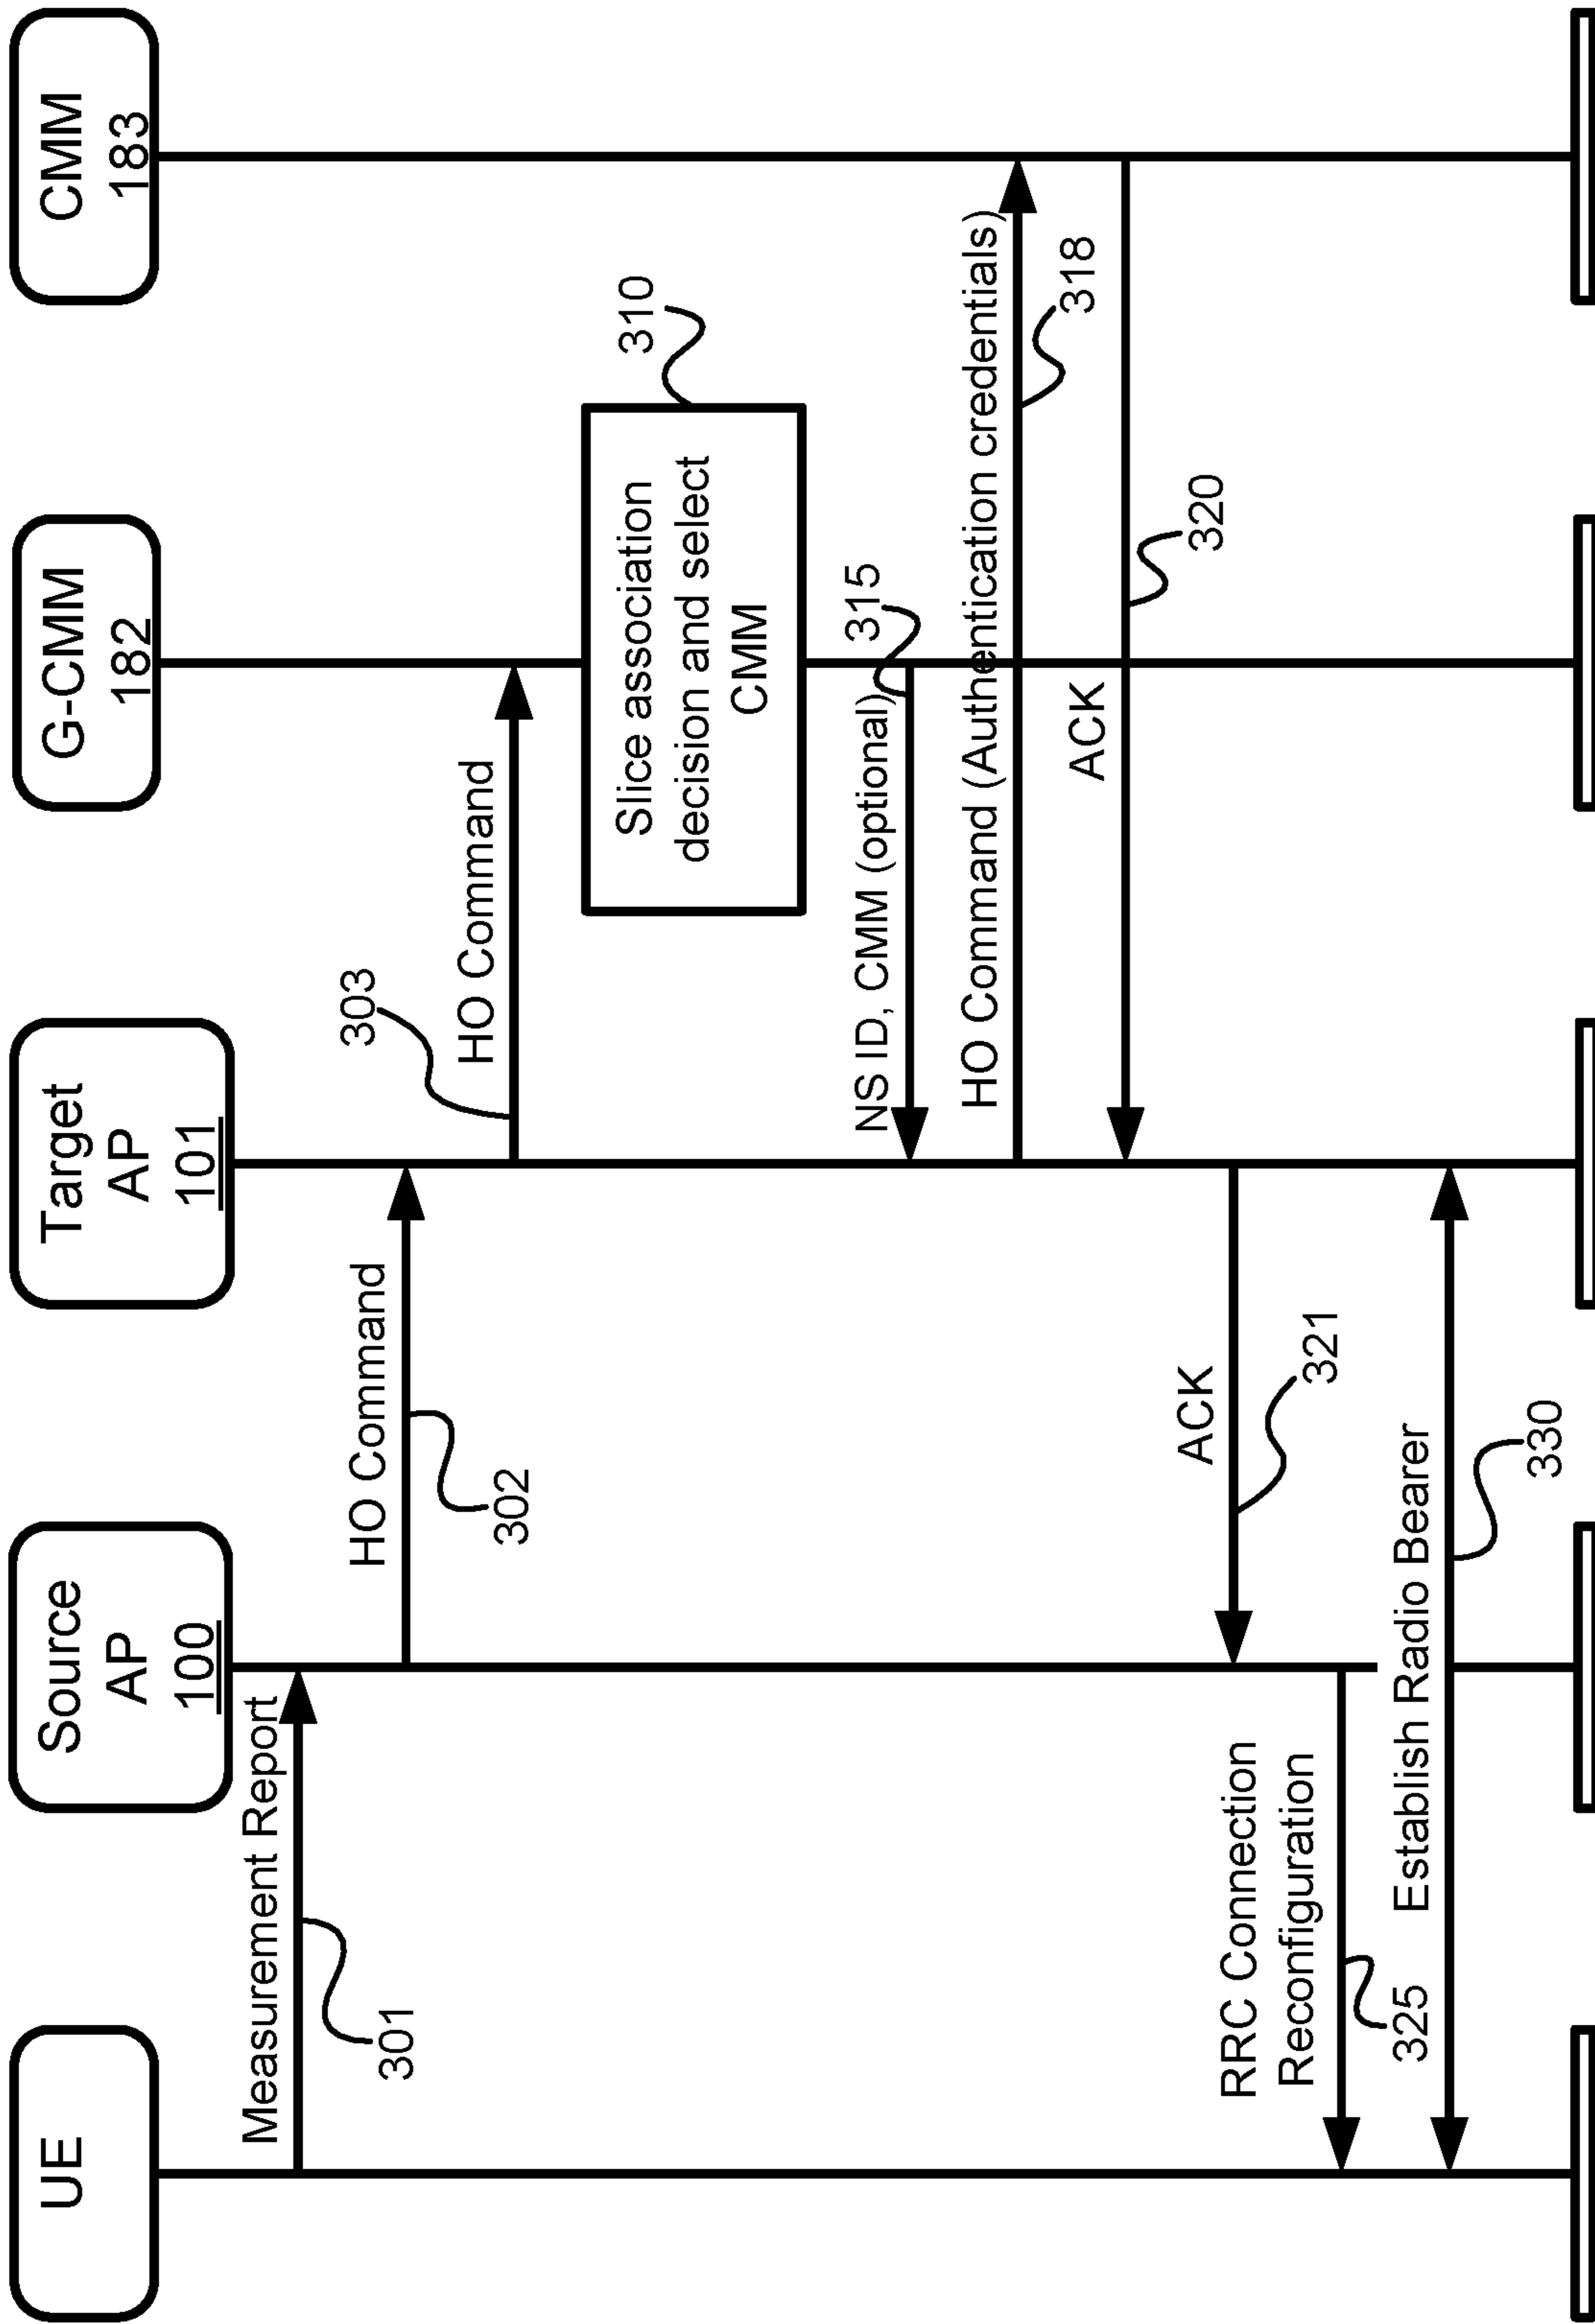 UE
Source
AP
100
Target
AP
101
G-CMM
182
CMM
183
Measurement Report
301
HO Command
302
303
HO Command
310
Slice association
decision and select
CMM
NS ID, CMM (optional)
315
HO Command (Authentication credentials)
318
ACK
320
ACK
321
RRC Connection
Reconfiguration
325
Establish Radio Bearer
330